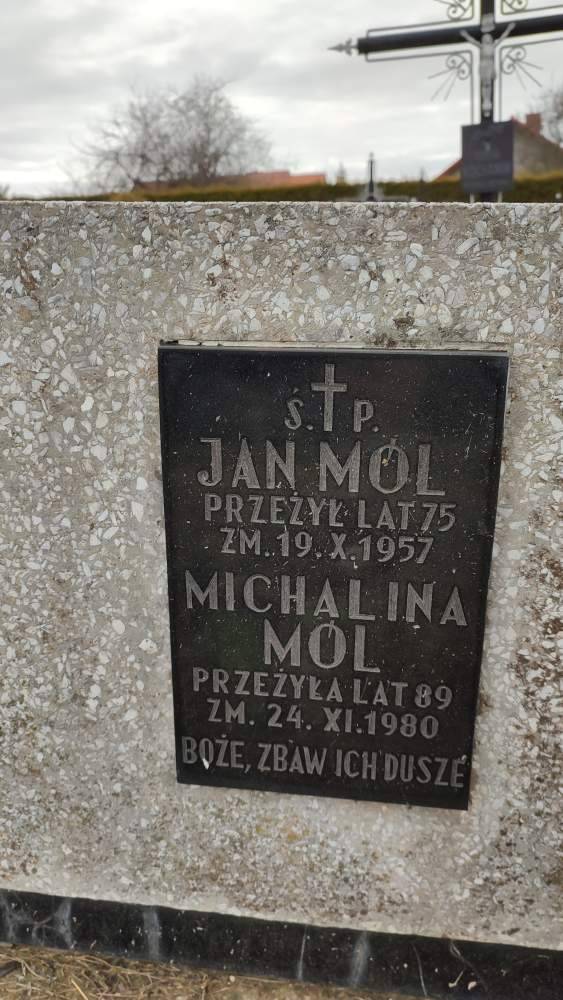 Ś. P.
JAN MÓL
PRZEŻYŁ LAT 75
ZM. 19. X. 1957
MICHALINA
MÓL
PRZEŻYŁA LAT 89
ZM. 24. XI. 1980
BOŻE, ZBAW ICH DUSZE